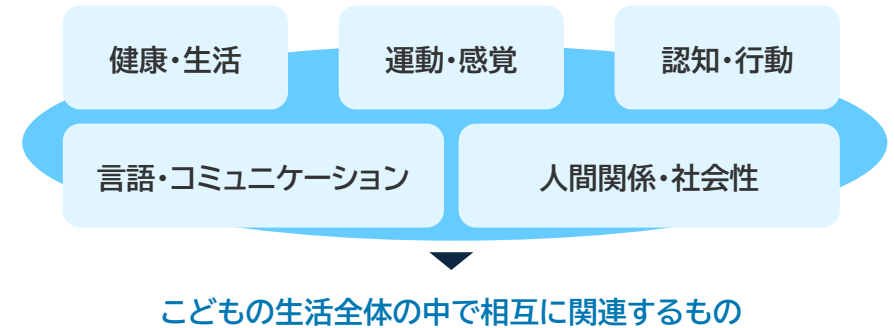 健康・生活
運動・感覚
認知・行動
言語・コミュニケーション
人間関係・社会性
こどもの生活全体の中で相互に関連するもの